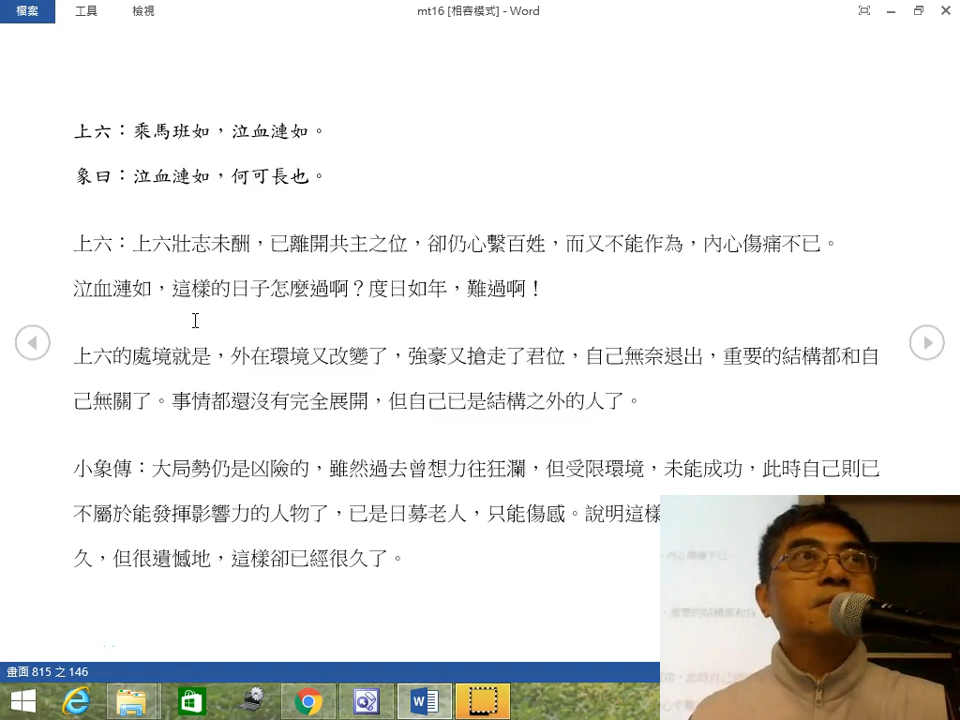 檔案 工具 檢視 mt16 [相容模式] - Word
上六：乘馬班如，泣血漣如。
象曰：泣血漣如，何可長也。
上六：上六壯志未酬，已離開共主之位，卻仍心繫百姓，而又不能作為，內心傷痛不已。
泣血漣如，這樣的日子怎麼過啊？度日如年，難過啊！
上六的處境就是，外在環境又改變了，強豪又搶走了君位，自己無奈退出，重要的結構都和自
己無關了。事情都還沒有完全展開，但自己已是結構之外的人了。
小象傳：大局勢仍是凶險的，雖然過去曾想力往狂瀾，但受限環境，未能成功，此時自己則已
不屬於能發揮影響力的人物了，已是日募老人，只能傷感。說明這樣
久，但很遺憾地，這樣卻已經很久了。
畫面 815 之 146